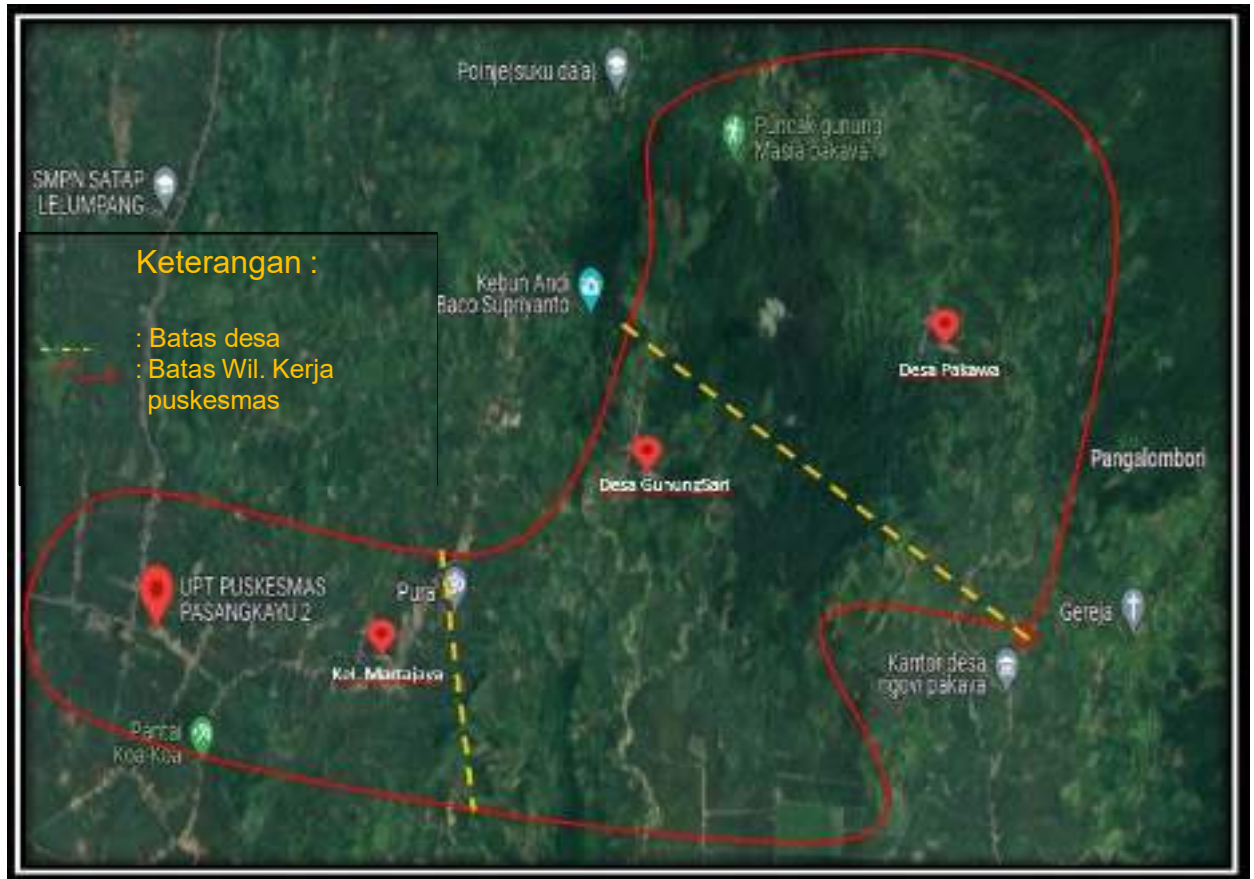 Poinje(suku da'a)
Puncak gunung
Masia pakava
SMPN SATAP
LELUMPANG
Keterangan :
: Batas desa
: Batas Wil. Kerja
puskesmas
Kebun Andi
Baco Supriyanto
Desa Pakawa
Desa GunungSari
Pangalombori
UPT PUSKESMAS
PASANGKAYU 2
Pura
Gereja
Kel. Martajaya
Kantor desa
ngovi pakava
Pantai
Koa-Koa